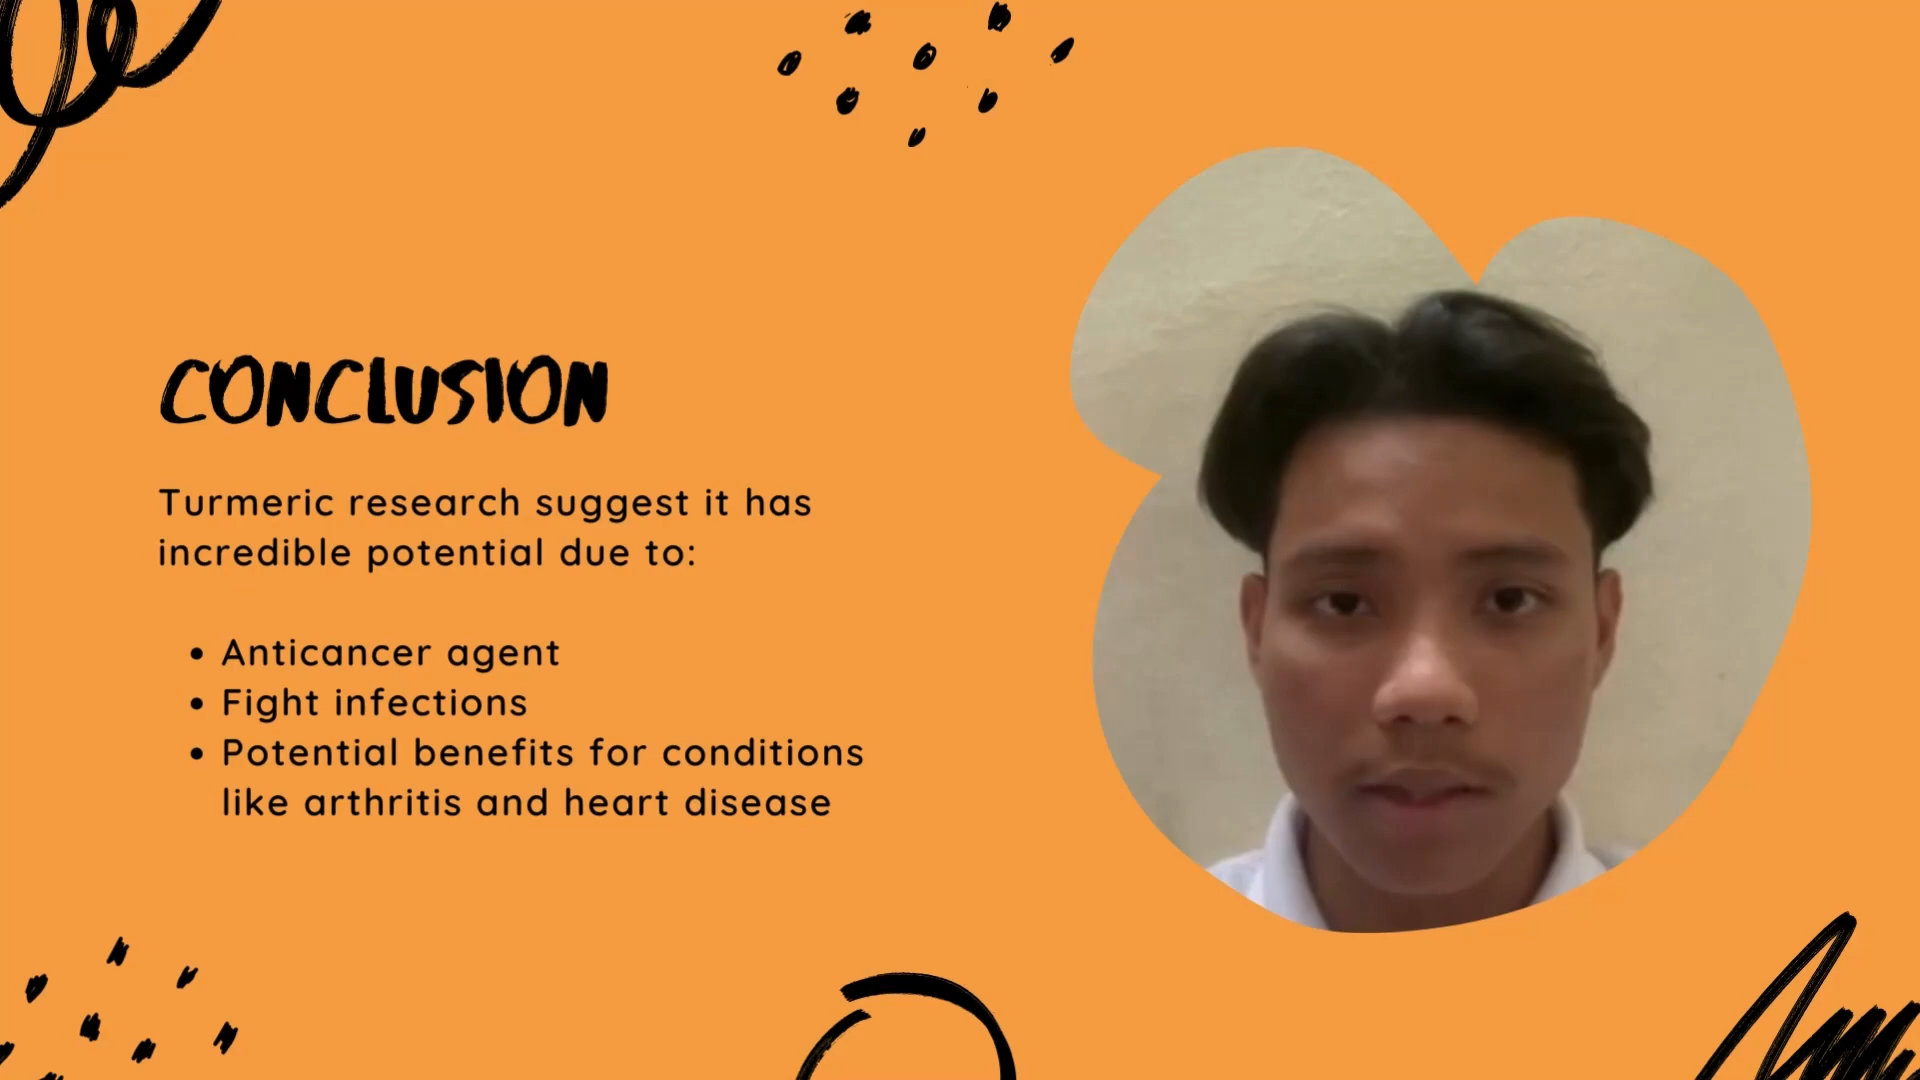 CONCLUSION
Turmeric research suggest it has
incredible potential due to:
• Anticancer agent
• Fight infections
• Potential benefits for conditions
like arthritis and heart disease